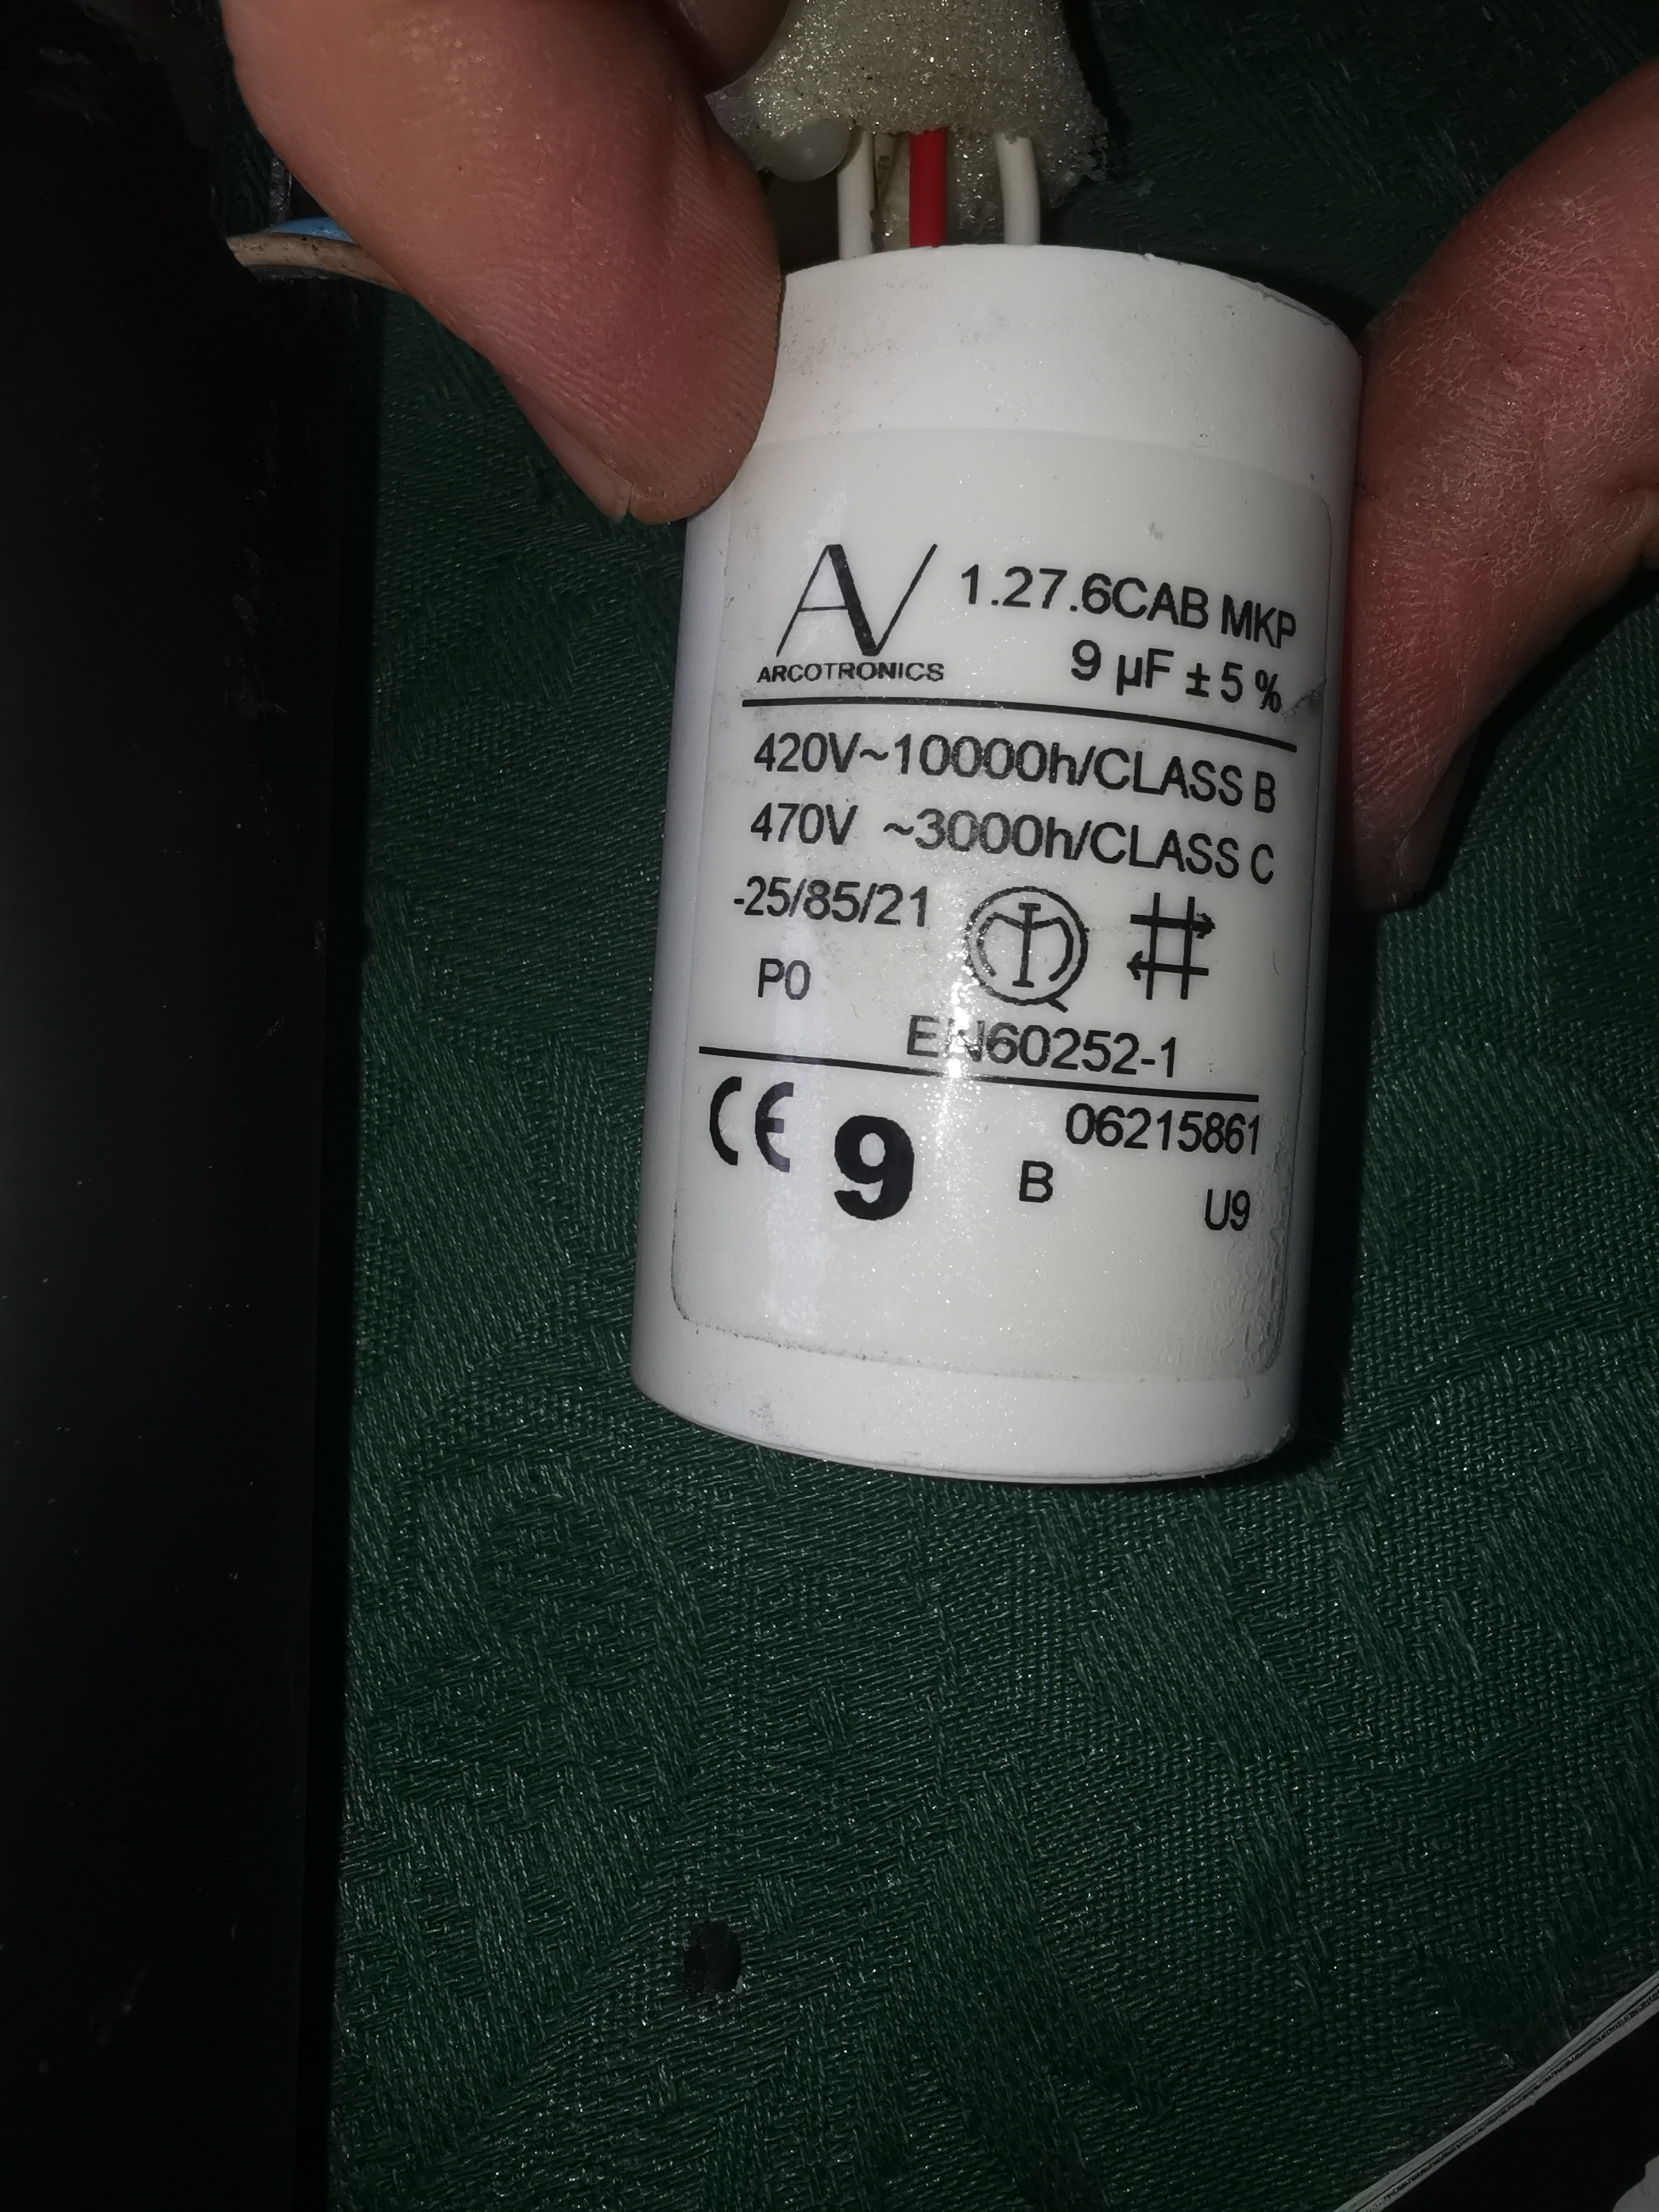 AV 1.27.6CAB MKP
ARCOTRONICS 9 µF ± 5 %
420V~10000h/CLASS B
470V ~3000h/CLASS C
-25/85/21
P0
EN60252-1
CE 9 06215861
B U9